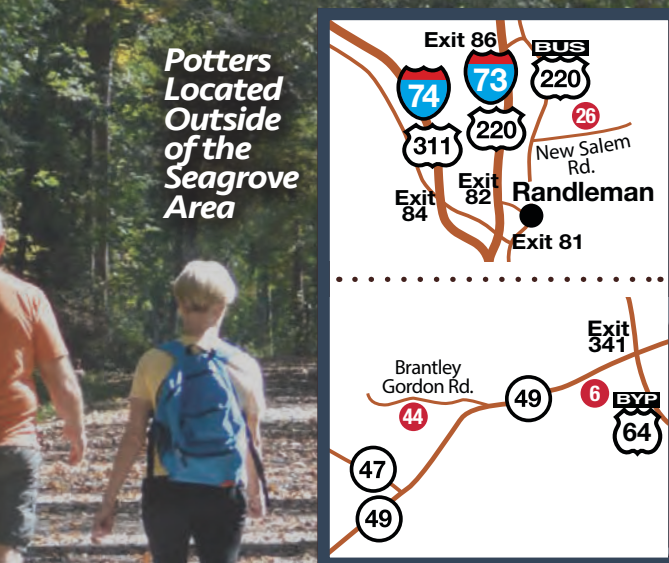 Potters
Located
Outside
of the
Seagrove
Area
Exit 86
BUS
220
74
73
26
311
220
New Salem
Rd.
Exit
84
Exit
82
Randleman
Exit 81
Exit
341
Brantley
Gordon Rd.
44
49
6
BYP
64
47
49